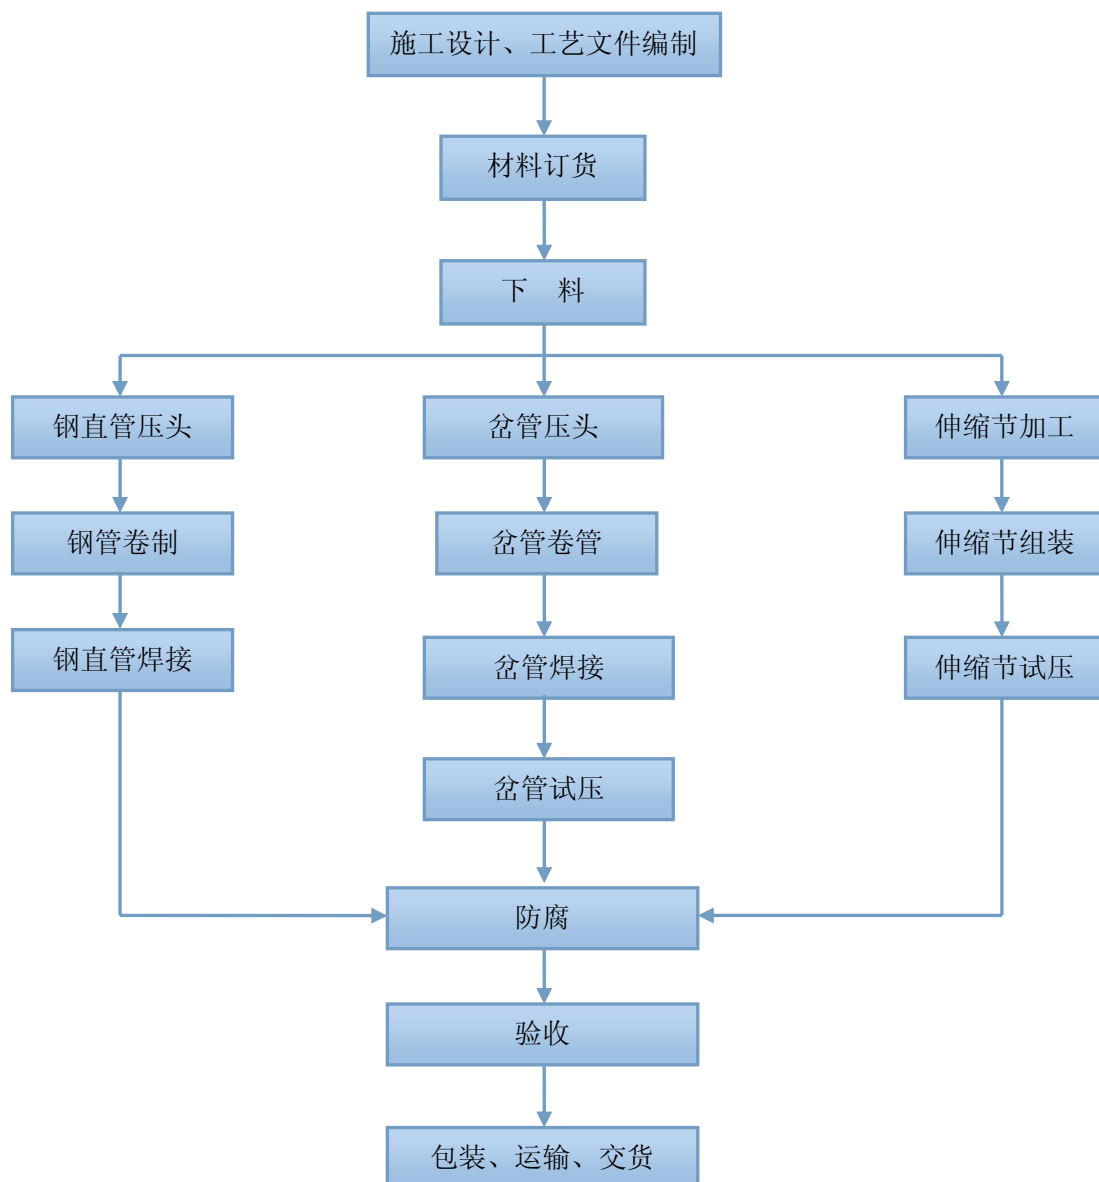 施工设计、工艺文件编制
材料订货
下 料
钢直管压头
岔管压头
伸缩节加工
钢管卷制
岔管卷管
伸缩节组装
钢直管焊接
岔管焊接
伸缩节试压
岔管试压
防腐
验收
包装、运输、交货